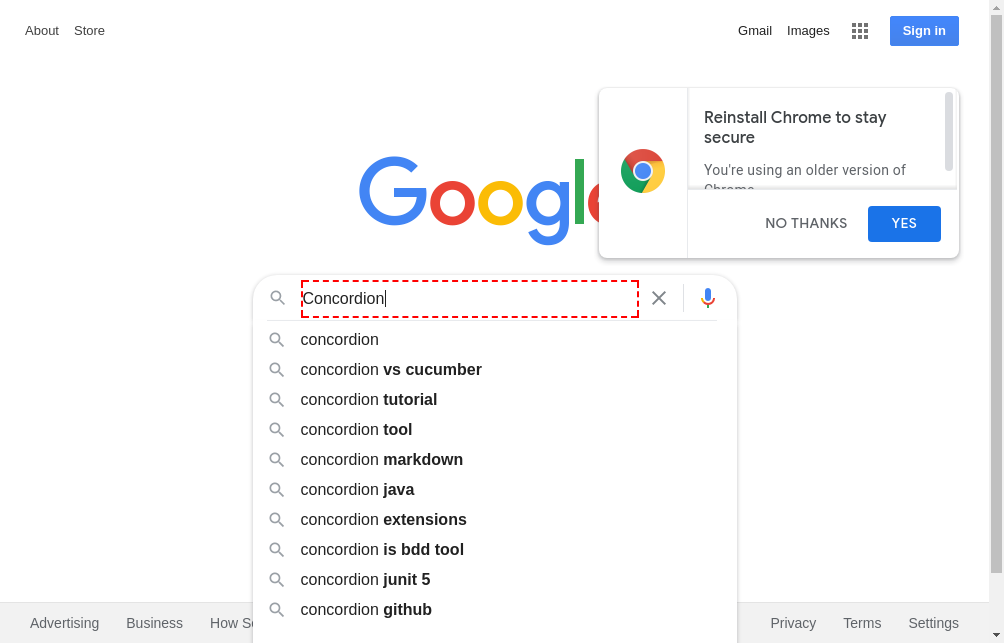 About Store Gmail Images Sign in
Google
Reinstall Chrome to stay
secure
You're using an older version of
Chrome
NO THANKS YES
Concordion
concordion
concordion vs cucumber
concordion tutorial
concordion tool
concordion markdown
concordion java
concordion extensions
concordion is bdd tool
concordion junit 5
concordion github
Advertising Business How Privacy Terms Settings